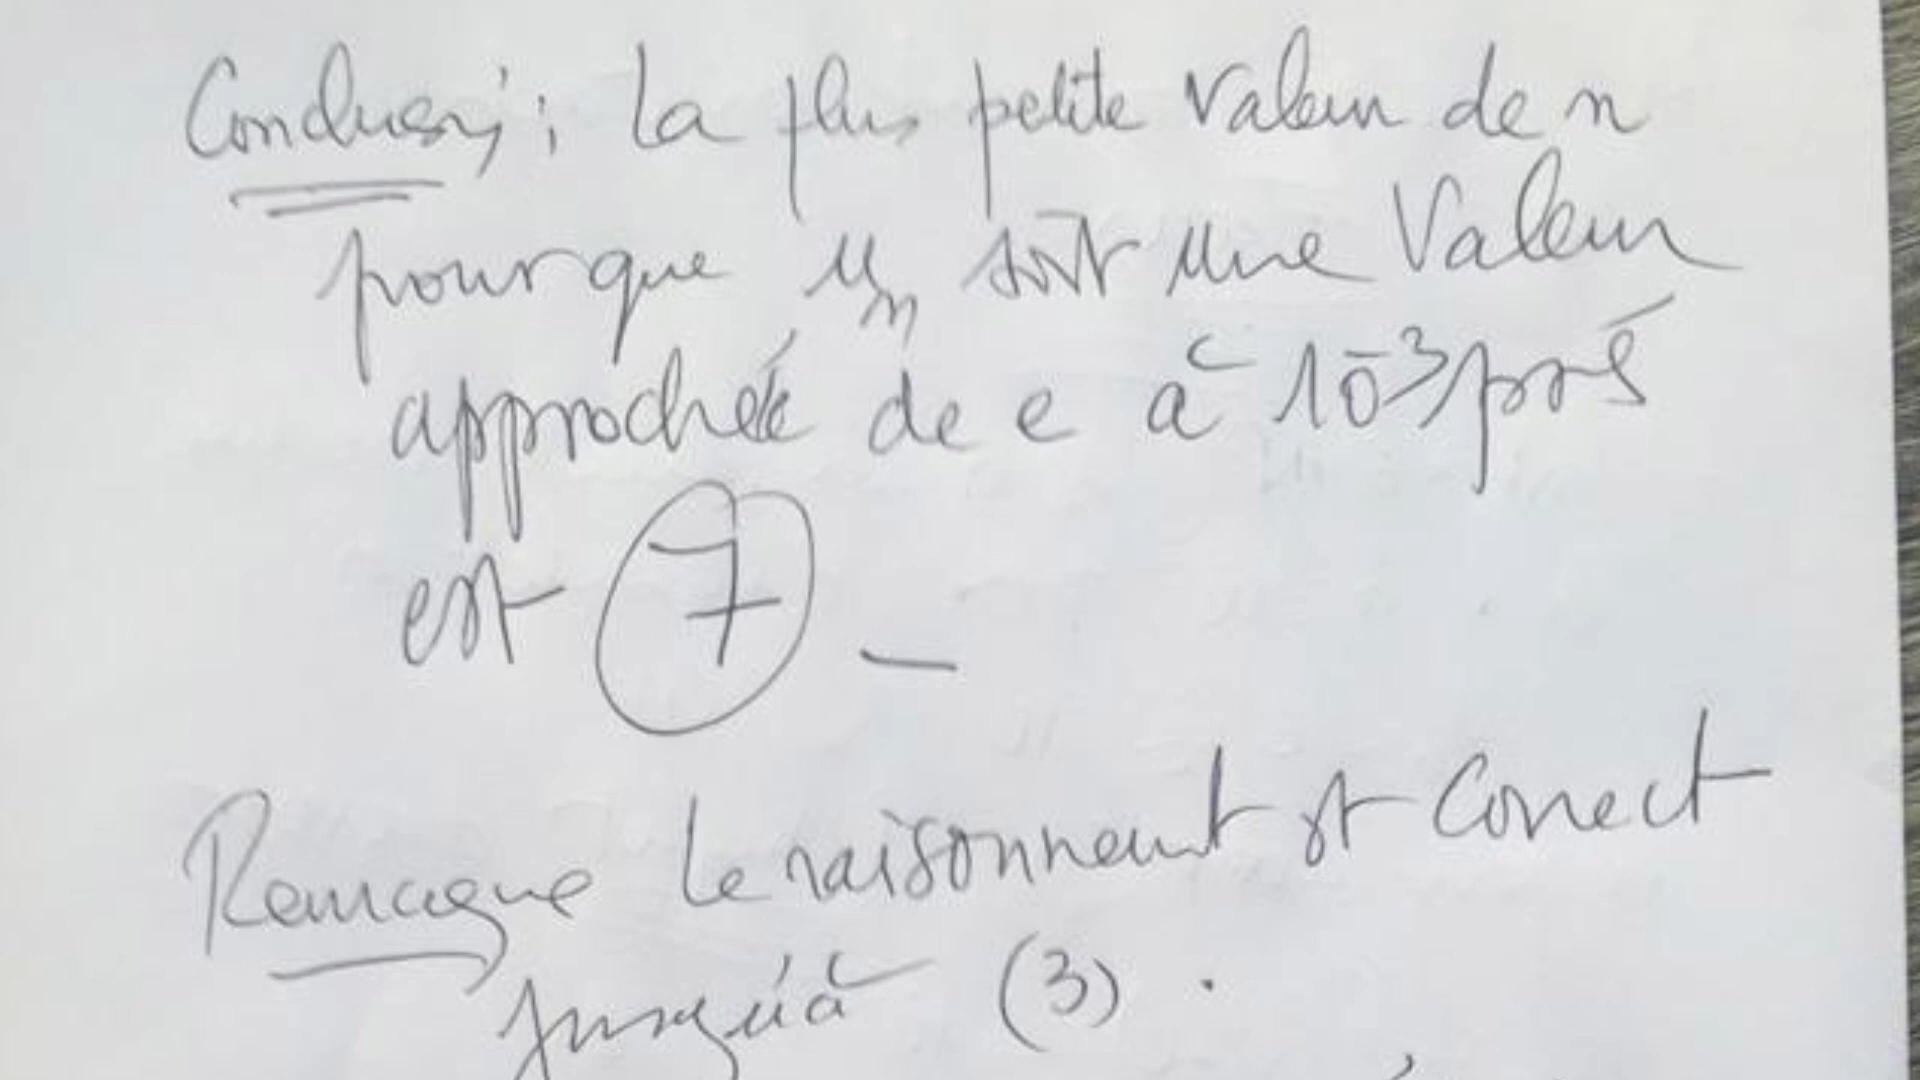 Conclusion : La plus petite valeur de n
pour que uₙ soit une Valeur
approchée de e à 10⁻³ près
est 7 _
Remarque Le raisonnement est Correct
jusqu'à (3) .